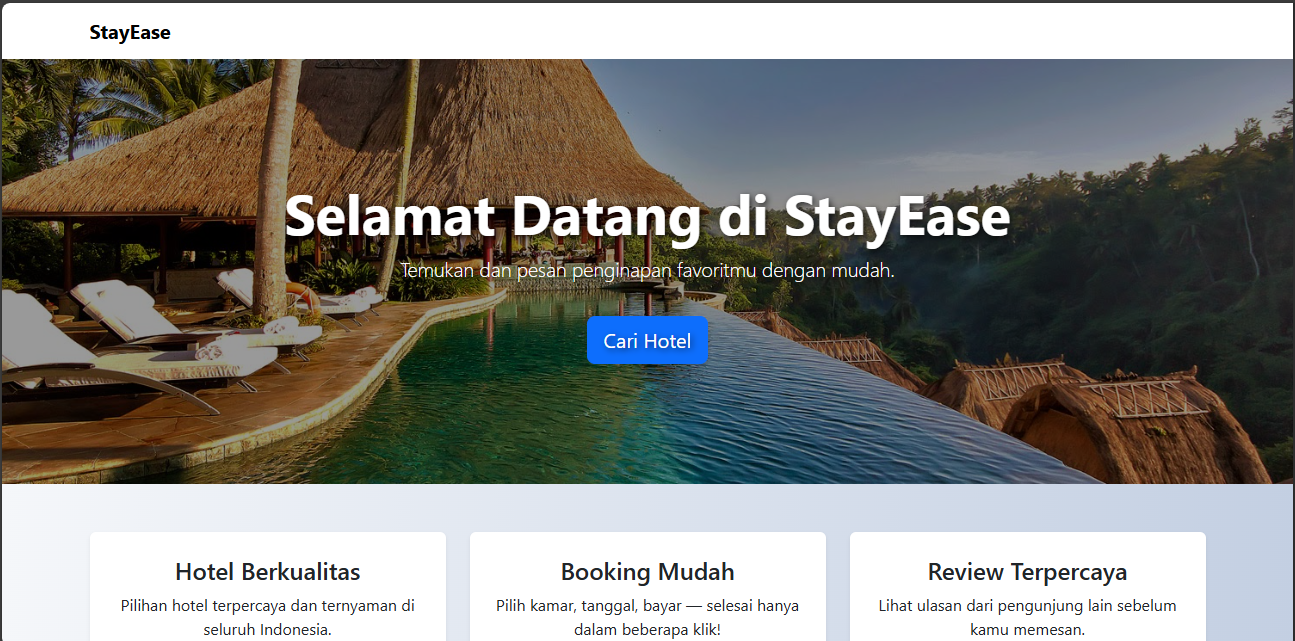 StayEase
Selamat Datang di StayEase
Temukan dan pesan penginapan favoritmu dengan mudah.
Cari Hotel
Hotel Berkualitas
Pilihan hotel terpercaya dan ternyaman di
seluruh Indonesia.
Booking Mudah
Pilih kamar, tanggal, bayar — selesai hanya
dalam beberapa klik!
Review Terpercaya
Lihat ulasan dari pengunjung lain sebelum
kamu memesan.